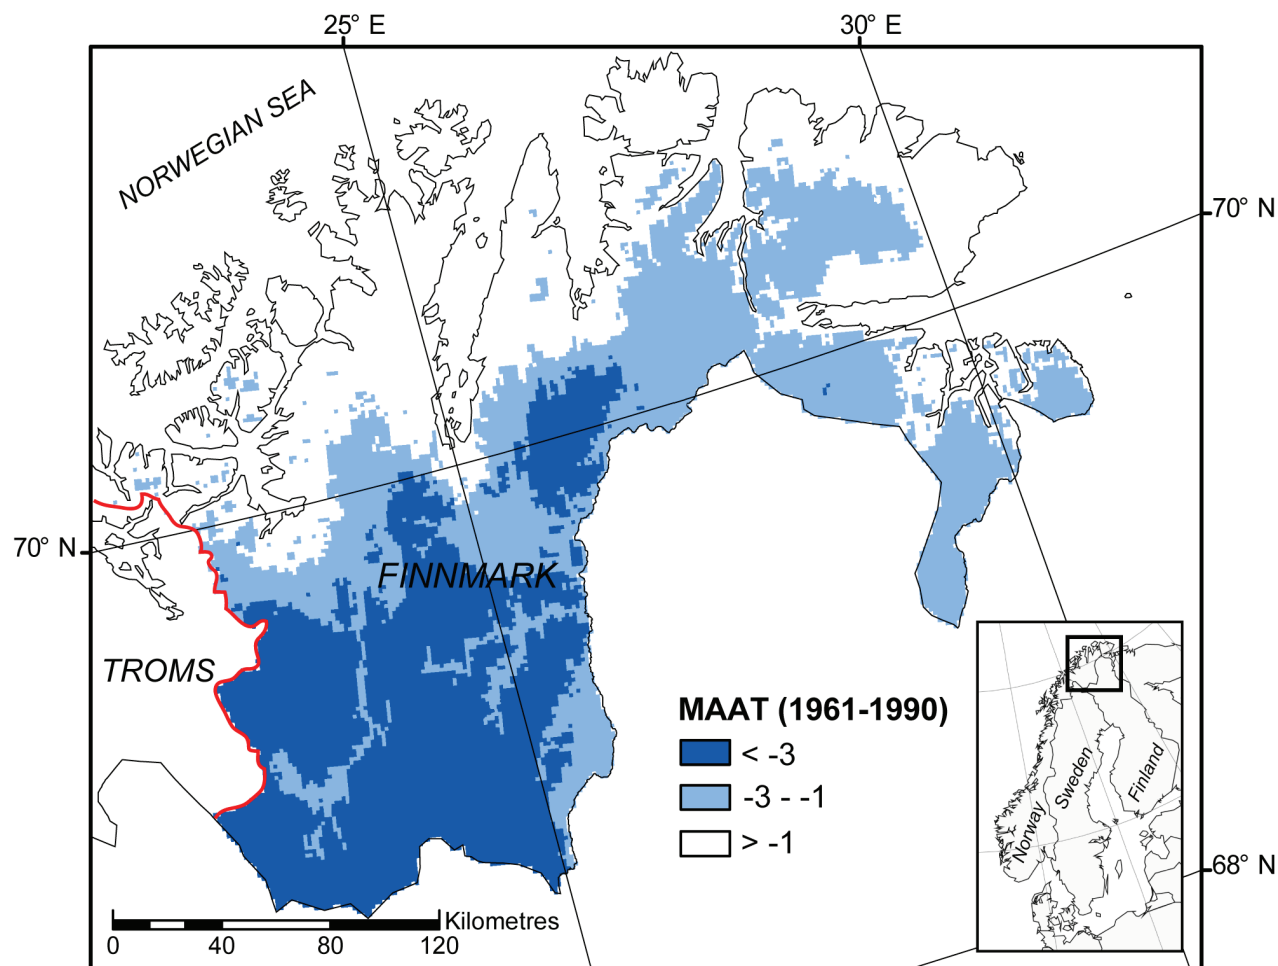 25° E
30° E
NORWEGIAN SEA
70° N
70° N
FINNMARK
TROMS
MAAT (1961-1990)
< -3
-3 - -1
> -1
Norway
Sweden
Finland
68° N
Kilometres
0 40 80 120